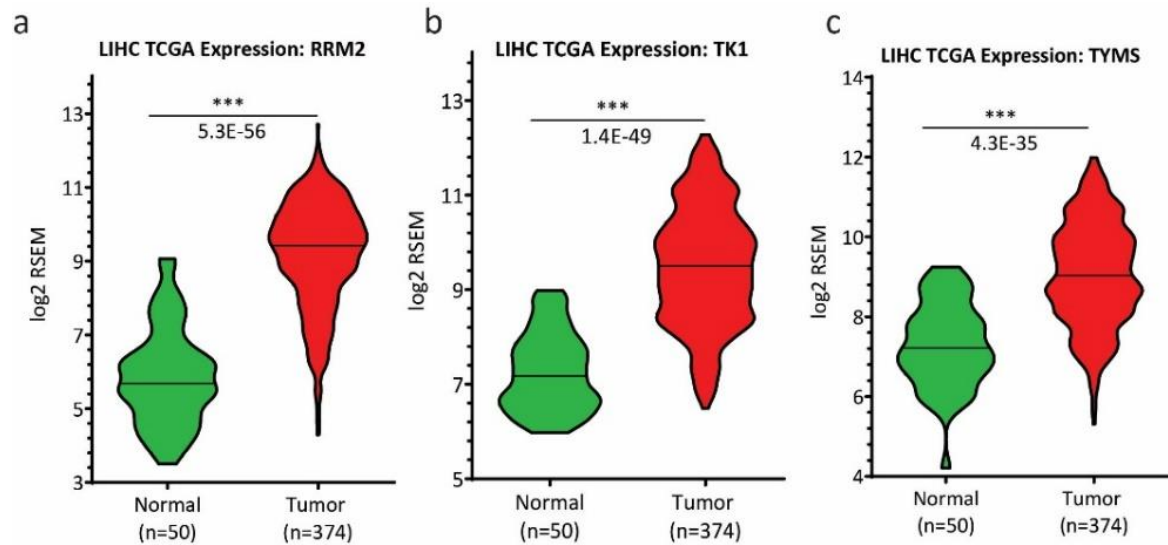 a
LIHC TCGA Expression: RRM2
log2 RSEM
13
11
9
7
5
3
***
5.3E-56
Normal
(n=50)
Tumor
(n=374)
b
LIHC TCGA Expression: TK1
log2 RSEM
13
11
9
7
5
***
1.4E-49
Normal
(n=50)
Tumor
(n=374)
c
LIHC TCGA Expression: TYMS
log2 RSEM
14
12
10
8
6
4
***
4.3E-35
Normal
(n=50)
Tumor
(n=374)